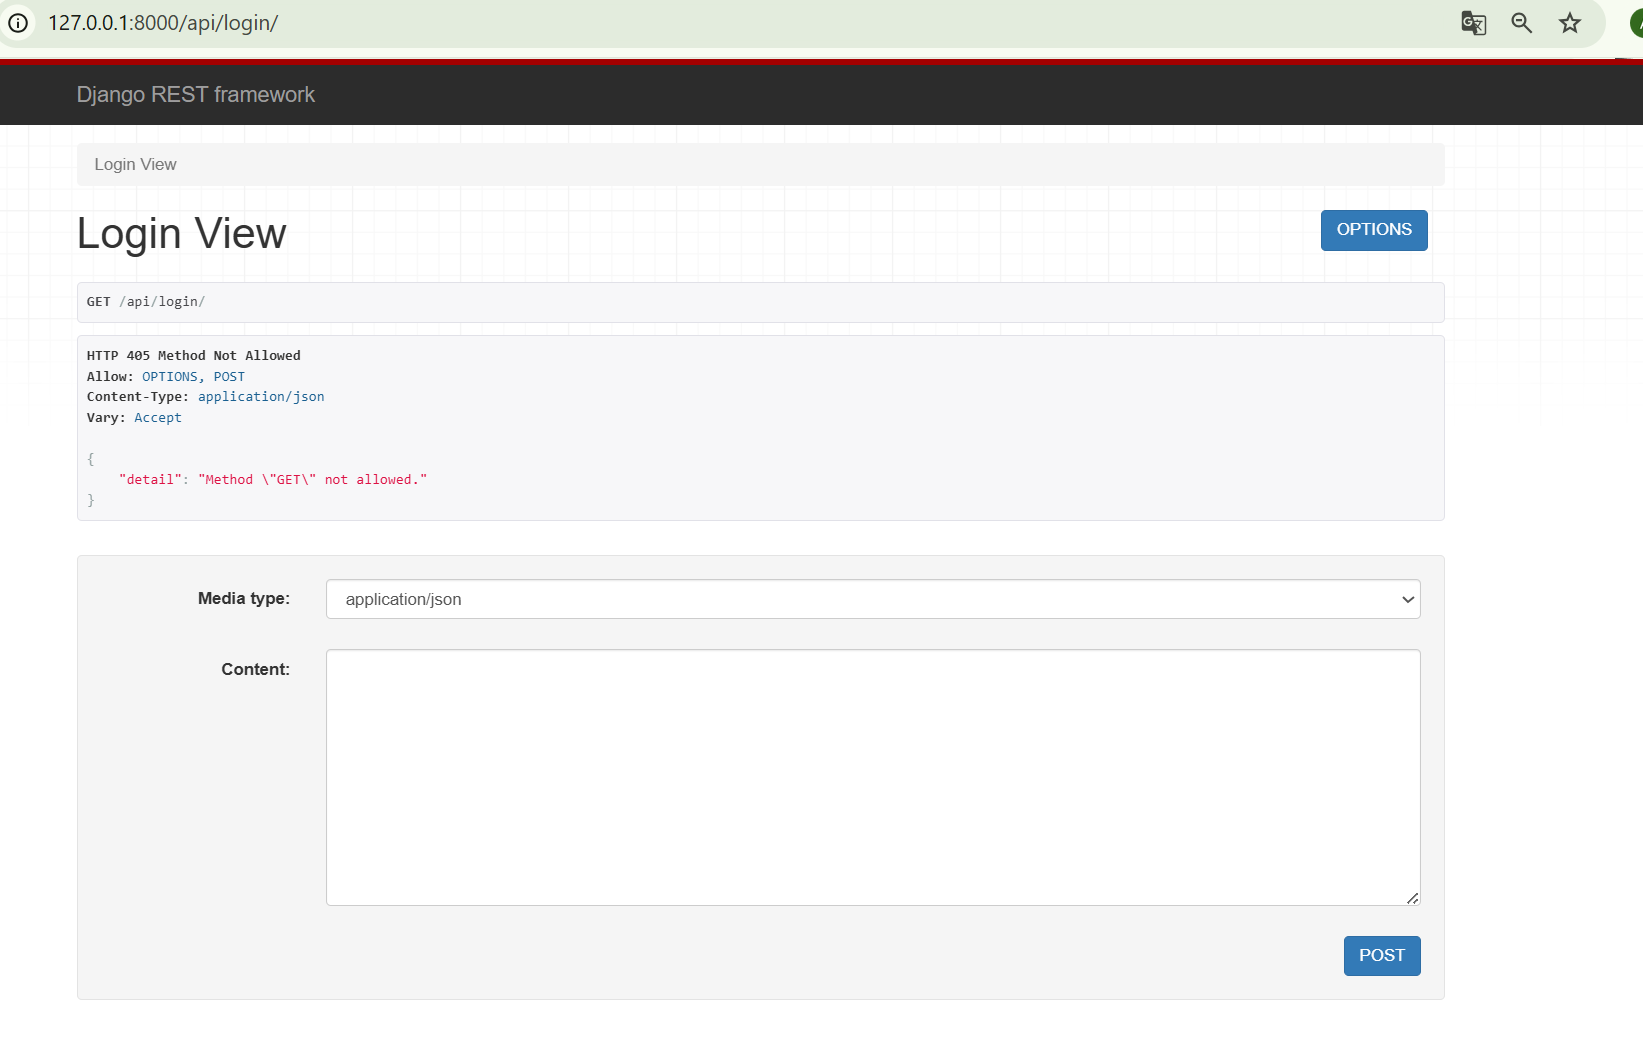 127.0.0.1:8000/api/login/
Django REST framework
Login View
Login View
OPTIONS
GET /api/login/
HTTP 405 Method Not Allowed
Allow: OPTIONS, POST
Content-Type: application/json
Vary: Accept
{
"detail": "Method \"GET\" not allowed."
}
Media type:
application/json
Content:
POST